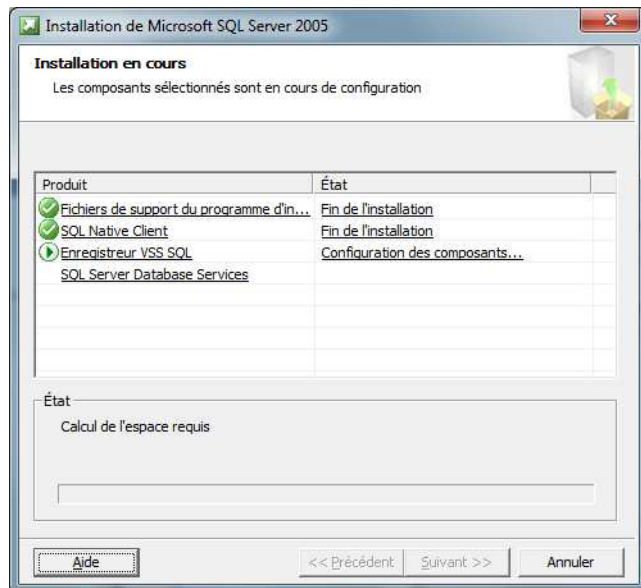 Installation de Microsoft SQL Server 2005
Installation en cours
Les composants sélectionnés sont en cours de configuration
Produit État
Fichiers de support du programme d'in... Fin de l'installation
SQL Native Client Fin de l'installation
Enregistreur VSS SQL Configuration des composants...
SQL Server Database Services
État
Calcul de l'espace requis
Aide << Précédent Suivant >> Annuler